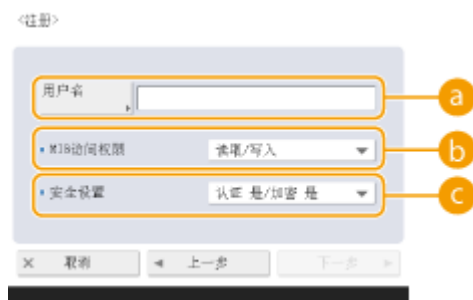 <注册>
用户名
a
MIB访问权限
读取/写入
b
安全设置
认证 是/加密 是
c
× 取消
◄ 上一步
下一步 ►